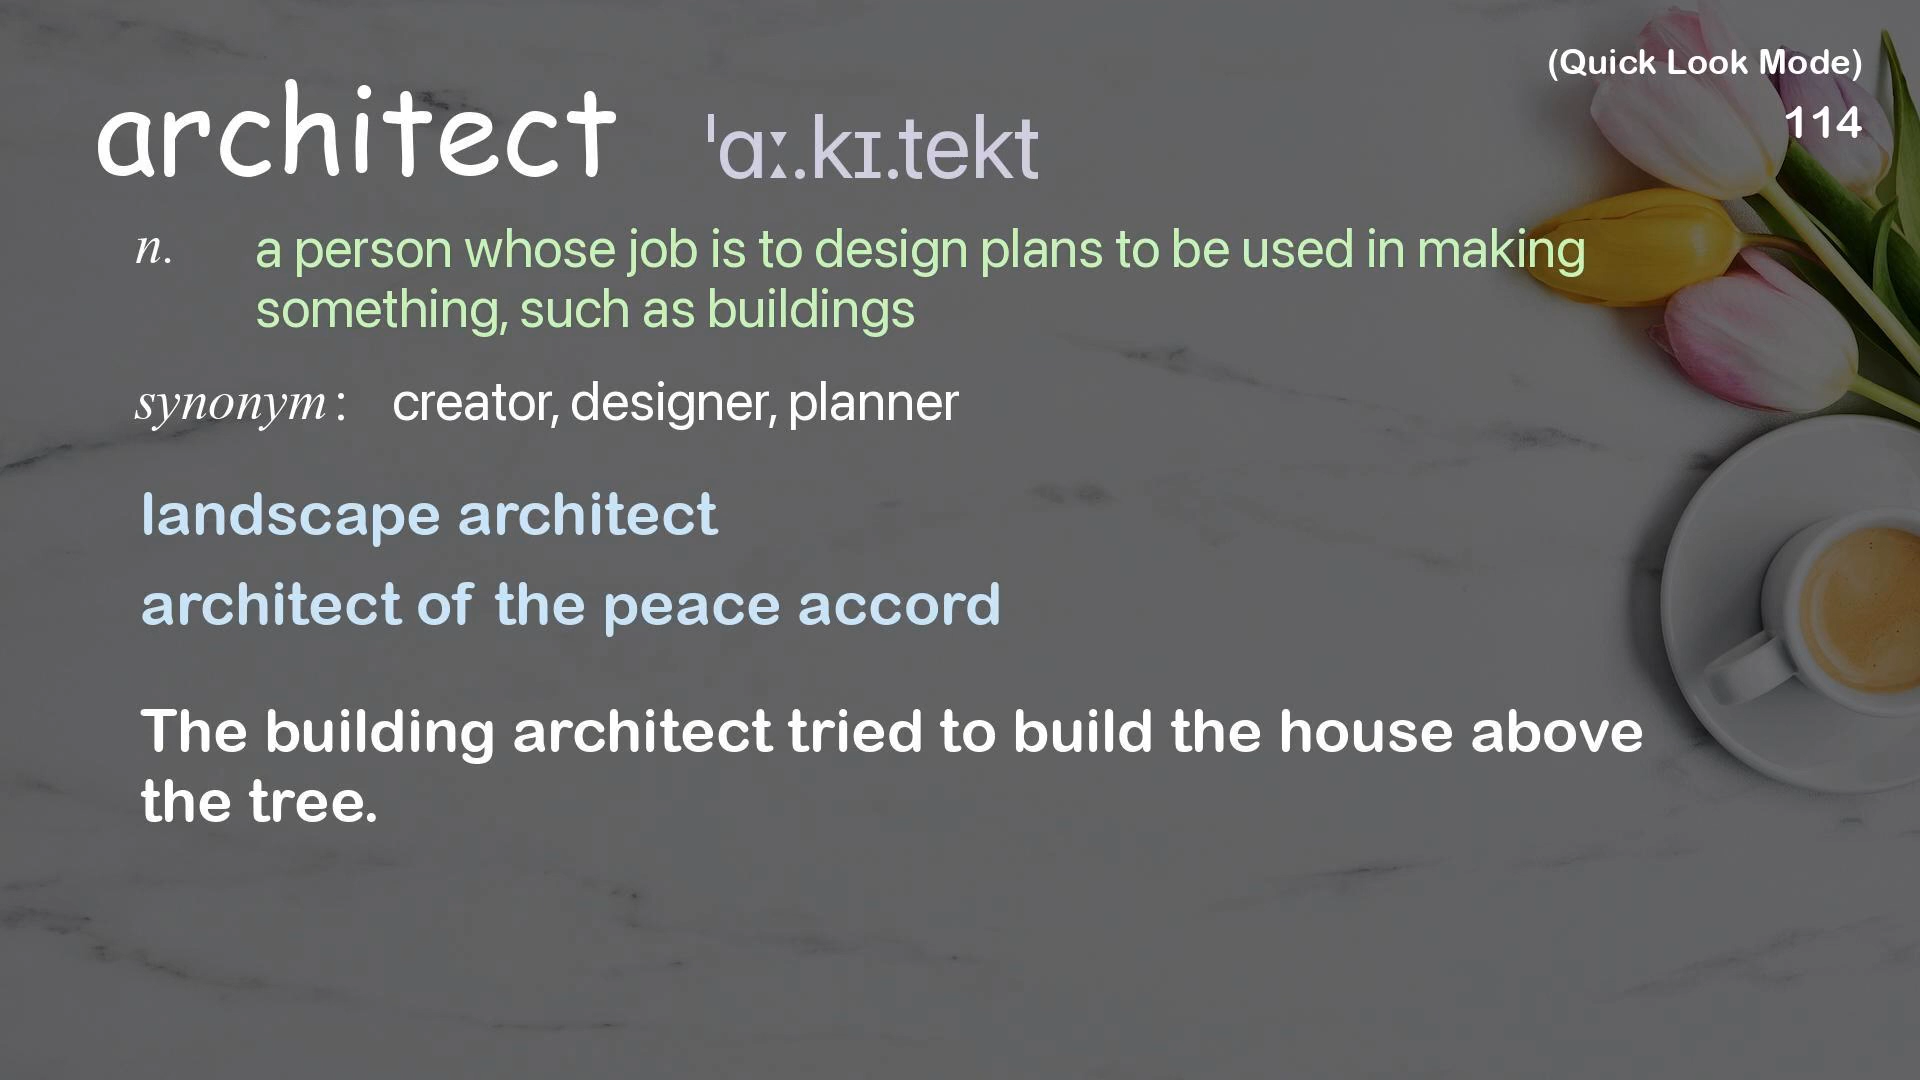 (Quick Look Mode)
114
architect ˈɑː.kɪ.tekt
n. a person whose job is to design plans to be used in making
something, such as buildings
synonym: creator, designer, planner
landscape architect
architect of the peace accord
The building architect tried to build the house above
the tree.